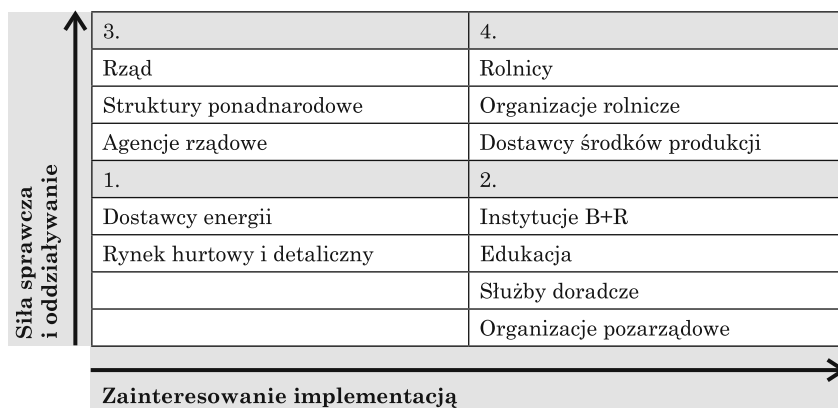 3.
4.
Rząd
Rolnicy
Struktury ponadnarodowe
Organizacje rolnicze
Agencje rządowe
Dostawcy środków produkcji
1.
2.
Dostawcy energii
Instytucje B+R
Rynek hurtowy i detaliczny
Edukacja
Służby doradcze
Organizacje pozarządowe
Siła sprawcza
i oddziaływanie
Zainteresowanie implementacją